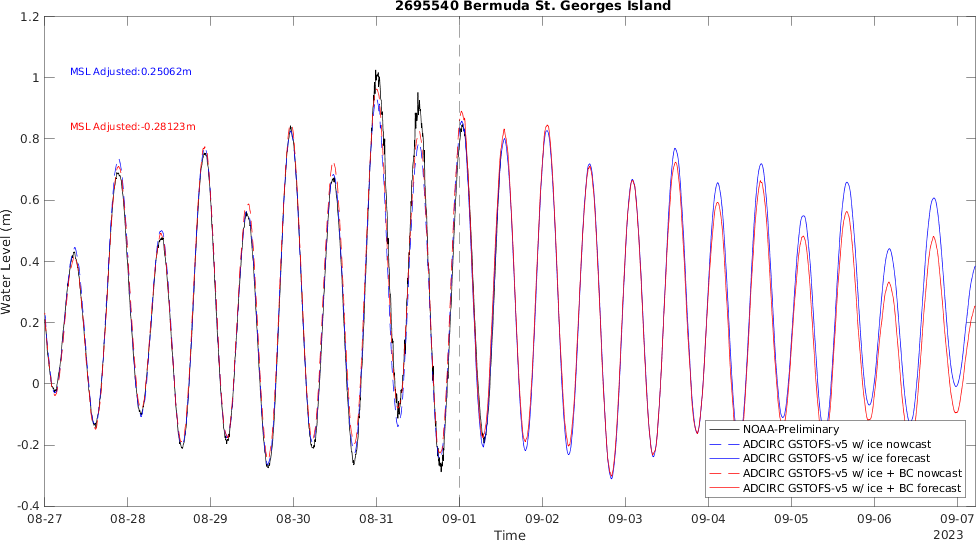 2695540 Bermuda St. Georges Island
MSL Adjusted:0.25062m
MSL Adjusted:-0.28123m
Water Level (m)
1.2
1
0.8
0.6
0.4
0.2
0
-0.2
-0.4
NOAA-Preliminary
ADCIRC GSTOFS-v5 w/ ice nowcast
ADCIRC GSTOFS-v5 w/ ice forecast
ADCIRC GSTOFS-v5 w/ ice + BC nowcast
ADCIRC GSTOFS-v5 w/ ice + BC forecast
08-27 08-28 08-29 08-30 08-31 09-01 09-02 09-03 09-04 09-05 09-06 09-07
2023
Time